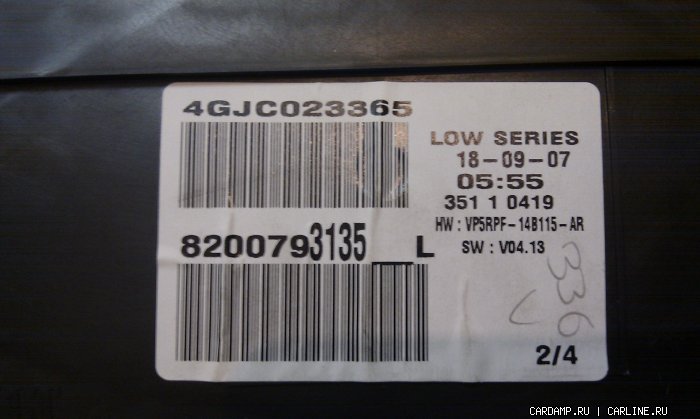 4GJC023365
LOW SERIES
18-09-07
05:55
351 1 0419
HW : VP5RPF-14B115-AR
SW : V04.13
8200793135__L
336
2/4
CARDAMP.RU | CARLINE.RU